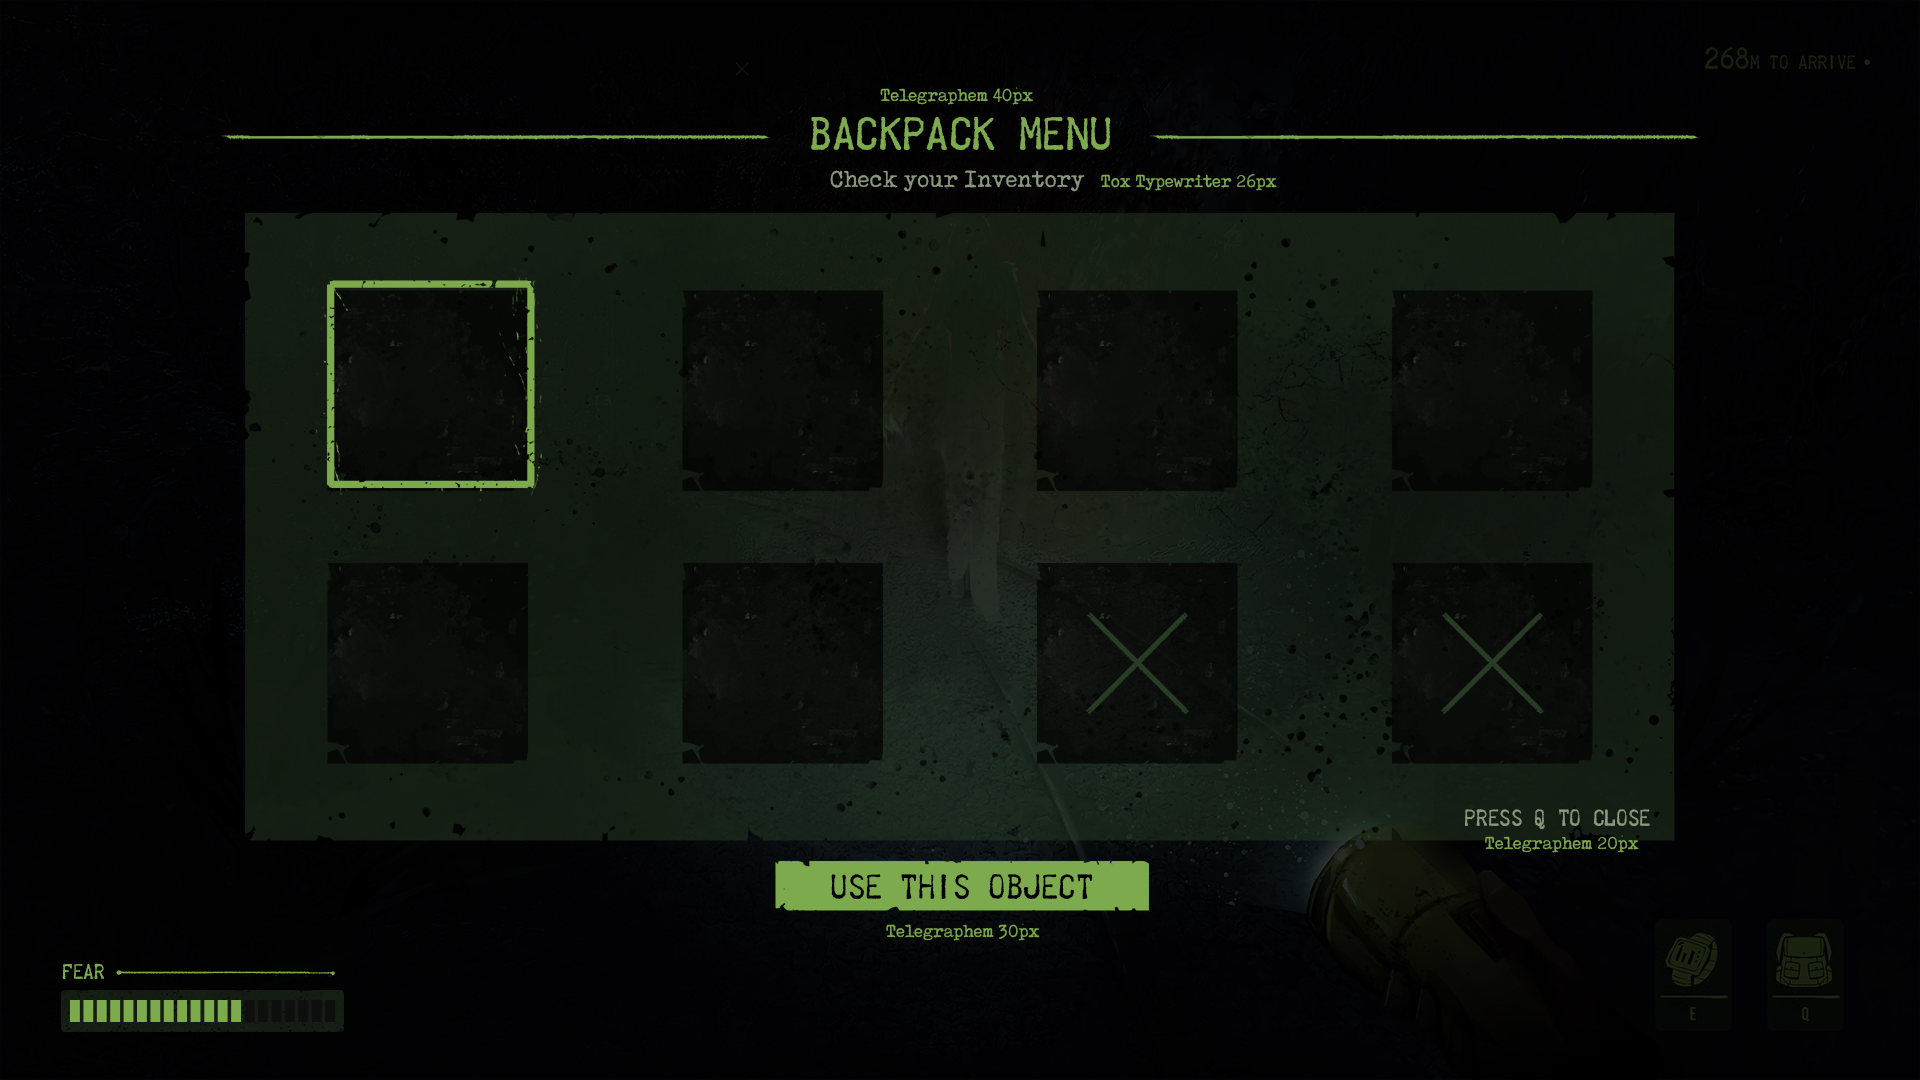 268M TO ARRIVE •
Telegraphem 40px
BACKPACK MENU
Check your Inventory Tox Typewriter 26px
PRESS Q TO CLOSE
Telegraphem 20px
USE THIS OBJECT
Telegraphem 30px
FEAR
E Q